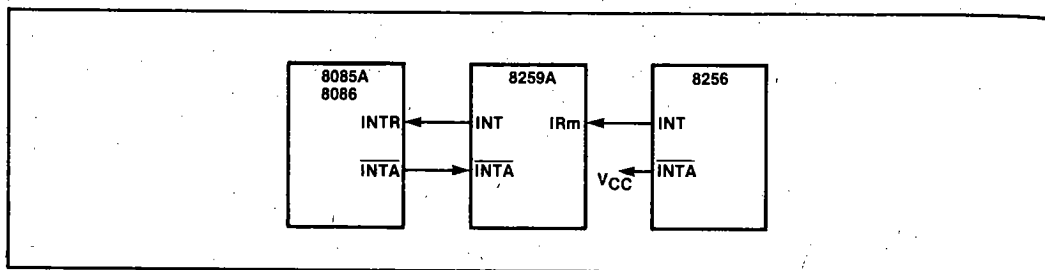 8085A
8086
INTR
INTA
8259A
INT
INTA
IRm
VCC
8256
INT
INTA